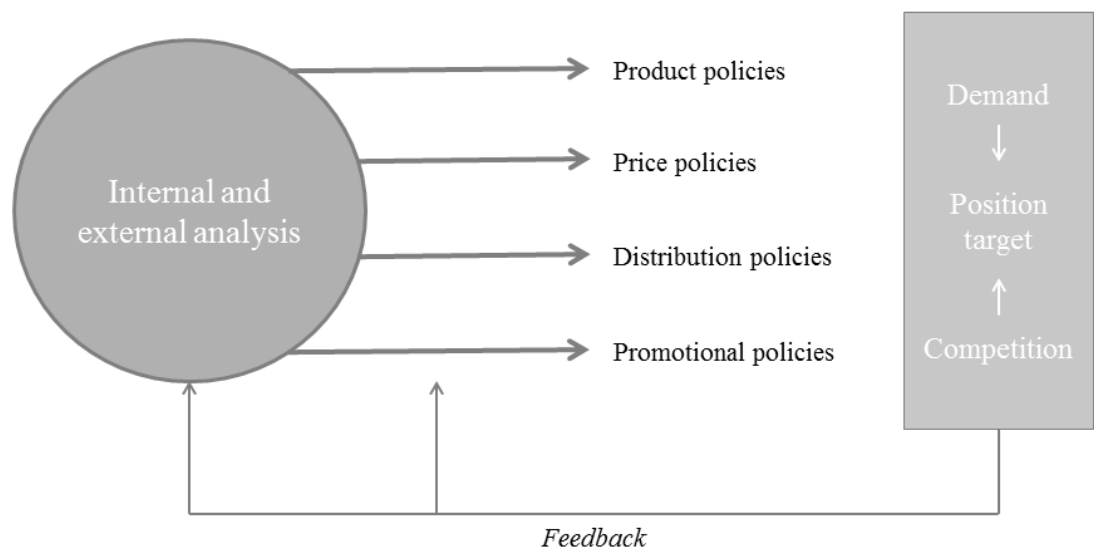 Internal and
external analysis
Product policies
Price policies
Distribution policies
Promotional policies
Demand
Position
target
Competition
Feedback